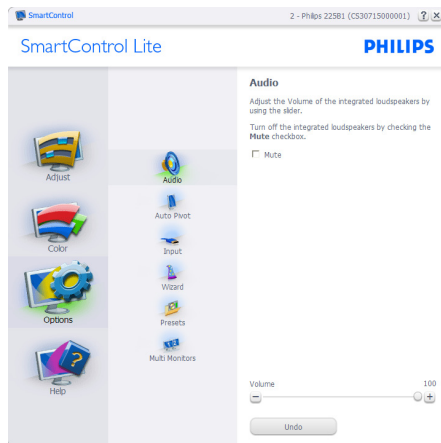 SmartControl
2 - Philips 225B1 (CS30715000001) ? X
SmartControl Lite
PHILIPS
Adjust
Color
Options
Help
Audio
Auto Pivot
Input
Wizard
Presets
Multi Monitors
Audio
Adjust the Volume of the integrated loudspeakers by
using the slider.
Turn off the integrated loudspeakers by checking the
Mute checkbox.
Mute
Volume 100
Undo